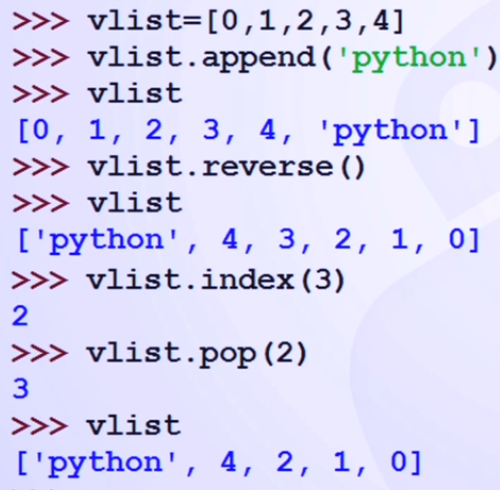 >>> vlist=[0,1,2,3,4]
>>> vlist.append('python')
>>> vlist
[0, 1, 2, 3, 4, 'python']
>>> vlist.reverse()
>>> vlist
['python', 4, 3, 2, 1, 0]
>>> vlist.index(3)
2
>>> vlist.pop(2)
3
>>> vlist
['python', 4, 2, 1, 0]